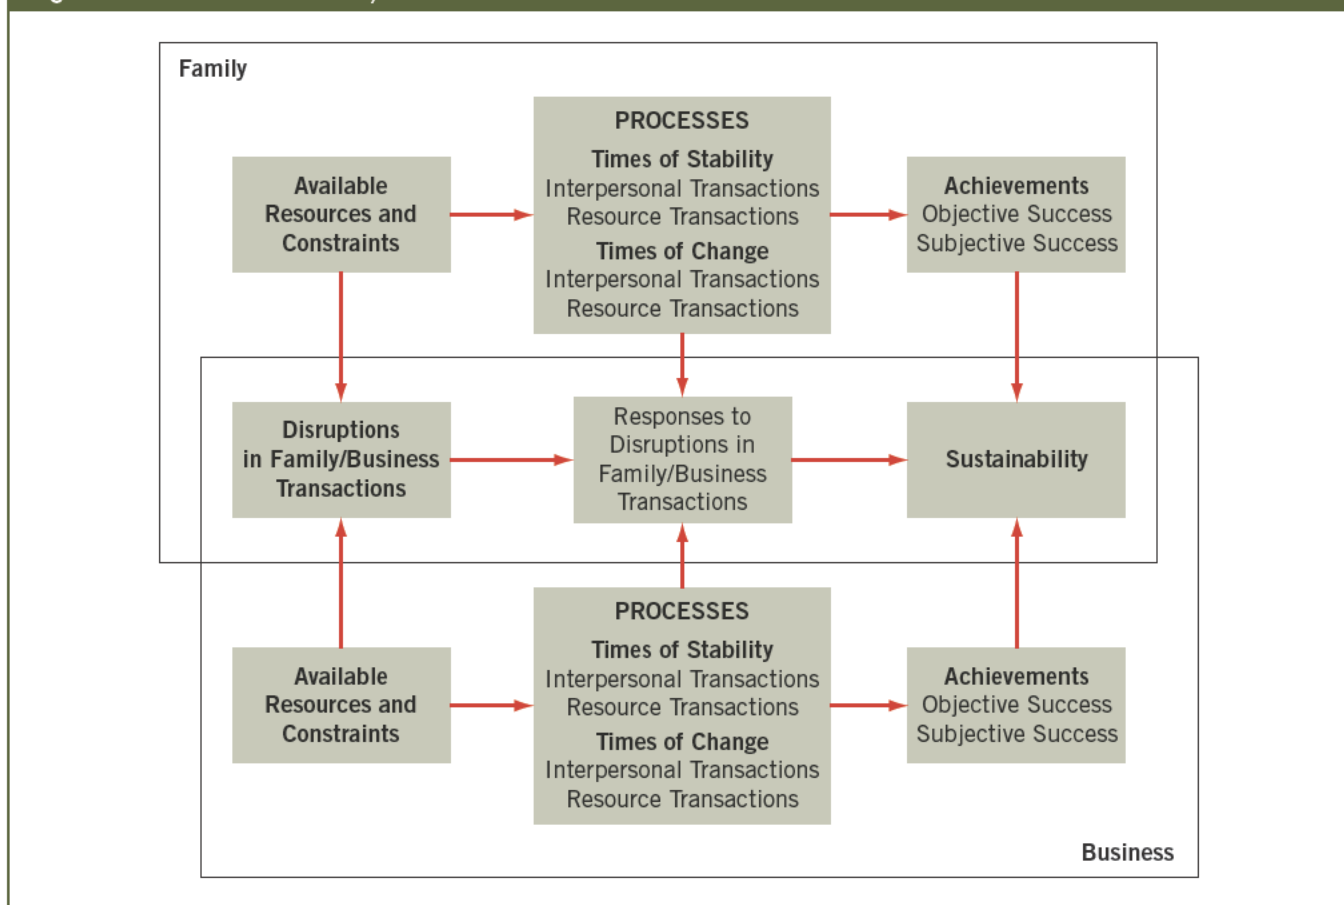 Family
PROCESSES
Times of Stability
Interpersonal Transactions
Resource Transactions
Times of Change
Interpersonal Transactions
Resource Transactions
Available
Resources and
Constraints
Achievements
Objective Success
Subjective Success
Disruptions
in Family/Business
Transactions
Responses to
Disruptions in
Family/Business
Transactions
Sustainability
PROCESSES
Times of Stability
Interpersonal Transactions
Resource Transactions
Times of Change
Interpersonal Transactions
Resource Transactions
Available
Resources and
Constraints
Achievements
Objective Success
Subjective Success
Business